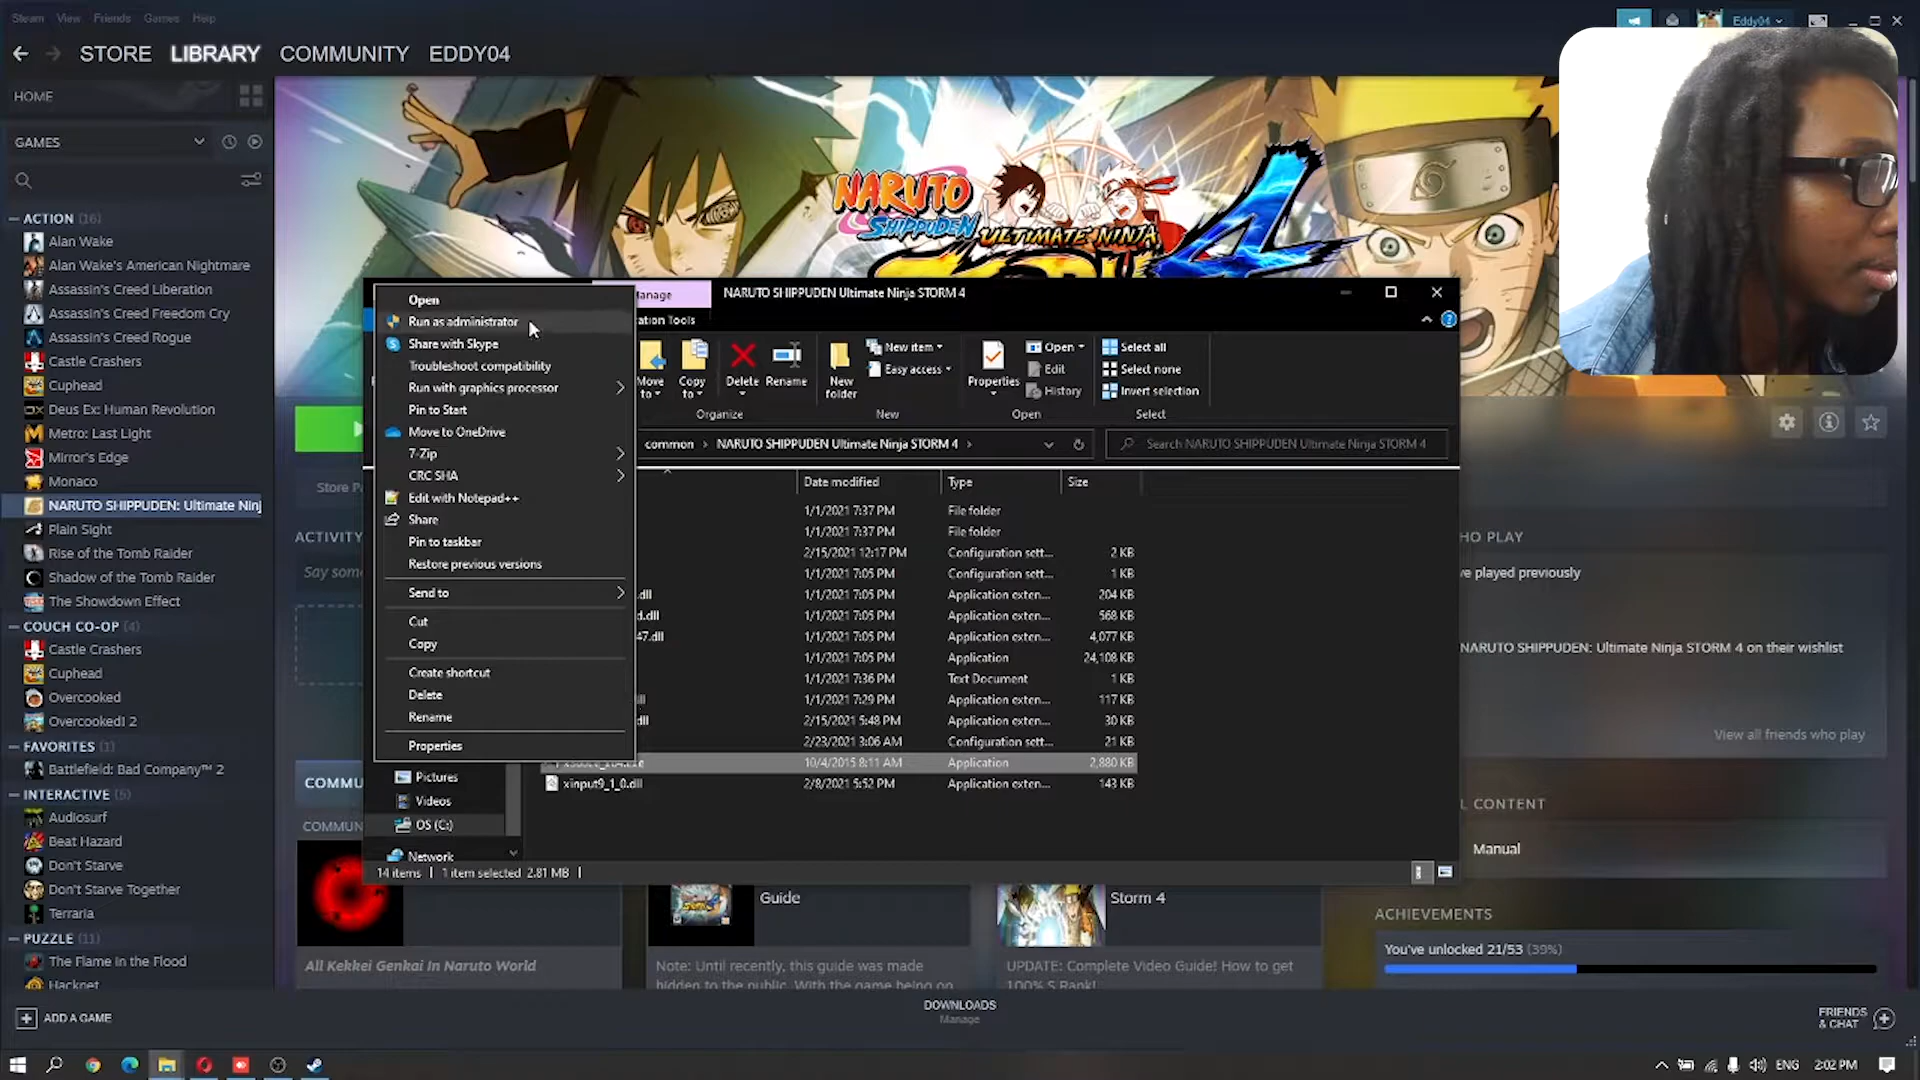 Steam View Friends Games Help
Eddy04
STORE LIBRARY COMMUNITY EDDY04
HOME
GAMES
ACTION (16)
Alan Wake
Alan Wake's American Nightmare
Assassin's Creed Liberation
Assassin's Creed Freedom Cry
Assassin's Creed Rogue
Castle Crashers
Cuphead
Deus Ex: Human Revolution
Metro: Last Light
Mirror's Edge
Monaco
NARUTO SHIPPUDEN: Ultimate Ninj
Plain Sight
Rise of the Tomb Raider
Shadow of the Tomb Raider
The Showdown Effect
COUCH CO-OP (4)
Castle Crashers
Cuphead
Overcooked
Overcooked! 2
FAVORITES (1)
Battlefield: Bad Company™ 2
INTERACTIVE (5)
Audiosurf
Beat Hazard
Don't Starve
Don't Starve Together
Terraria
PUZZLE (11)
The Flame in the Flood
Hacknet
ADD A GAME
NARUTO
SHIPPUDEN
ULTIMATE NINJA
4
Manage
NARUTO SHIPPUDEN Ultimate Ninja STORM 4
Open
Run as administrator
Share with Skype
Troubleshoot compatibility
Run with graphics processor
Pin to Start
Move to OneDrive
7-Zip
CRC SHA
Edit with Notepad++
Share
Pin to taskbar
Restore previous versions
Send to
Cut
Copy
Create shortcut
Delete
Rename
Properties
Move to
Copy to
Delete
Rename
Organize
New folder
New item
Easy access
New
Properties
Open
Edit
History
Open
Select all
Select none
Invert selection
Select
common > NARUTO SHIPPUDEN Ultimate Ninja STORM 4 >
Search NARUTO SHIPPUDEN Ultimate Ninja STORM 4
Date modified Type Size
1/1/2021 7:37 PM File folder
1/1/2021 7:37 PM File folder
2/15/2021 12:17 PM Configuration sett... 2 KB
1/1/2021 7:05 PM Configuration sett... 1 KB
.dll 1/1/2021 7:05 PM Application exten... 204 KB
d.dll 1/1/2021 7:05 PM Application exten... 568 KB
47.dll 1/1/2021 7:05 PM Application exten... 4,077 KB
1/1/2021 7:05 PM Application 24,108 KB
1/1/2021 7:36 PM Text Document 1 KB
1/1/2021 7:29 PM Application exten... 117 KB
2/15/2021 5:48 PM Application exten... 30 KB
2/23/2021 3:06 AM Configuration sett... 21 KB
10/4/2015 8:11 AM Application 2,880 KB
xinput9_1_0.dll 2/8/2021 5:52 PM Application exten... 143 KB
Pictures
Videos
OS (C:)
Network
14 items 1 item selected 2.81 MB
Store Pa
ACTIVITY
Say som
COMMU
COMMUN
All Kekkei Genkai In Naruto World
Guide
Note: Until recently, this guide was made
hidden to the public. With the game being on
Storm 4
UPDATE: Complete Video Guide! How to get
100% S Rank!
HO PLAY
ve played previously
NARUTO SHIPPUDEN: Ultimate Ninja STORM 4 on their wishlist
View all friends who play
L CONTENT
Manual
ACHIEVEMENTS
You've unlocked 21/53 (39%)
DOWNLOADS
Manage
FRIENDS
& CHAT
ENG 2:02 PM